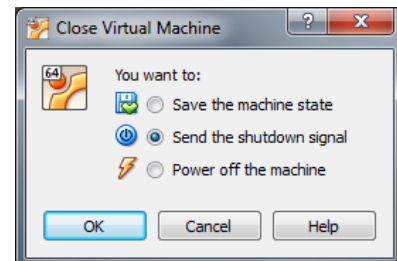 Close Virtual Machine
64
You want to:
Save the machine state
Send the shutdown signal
Power off the machine
OK Cancel Help